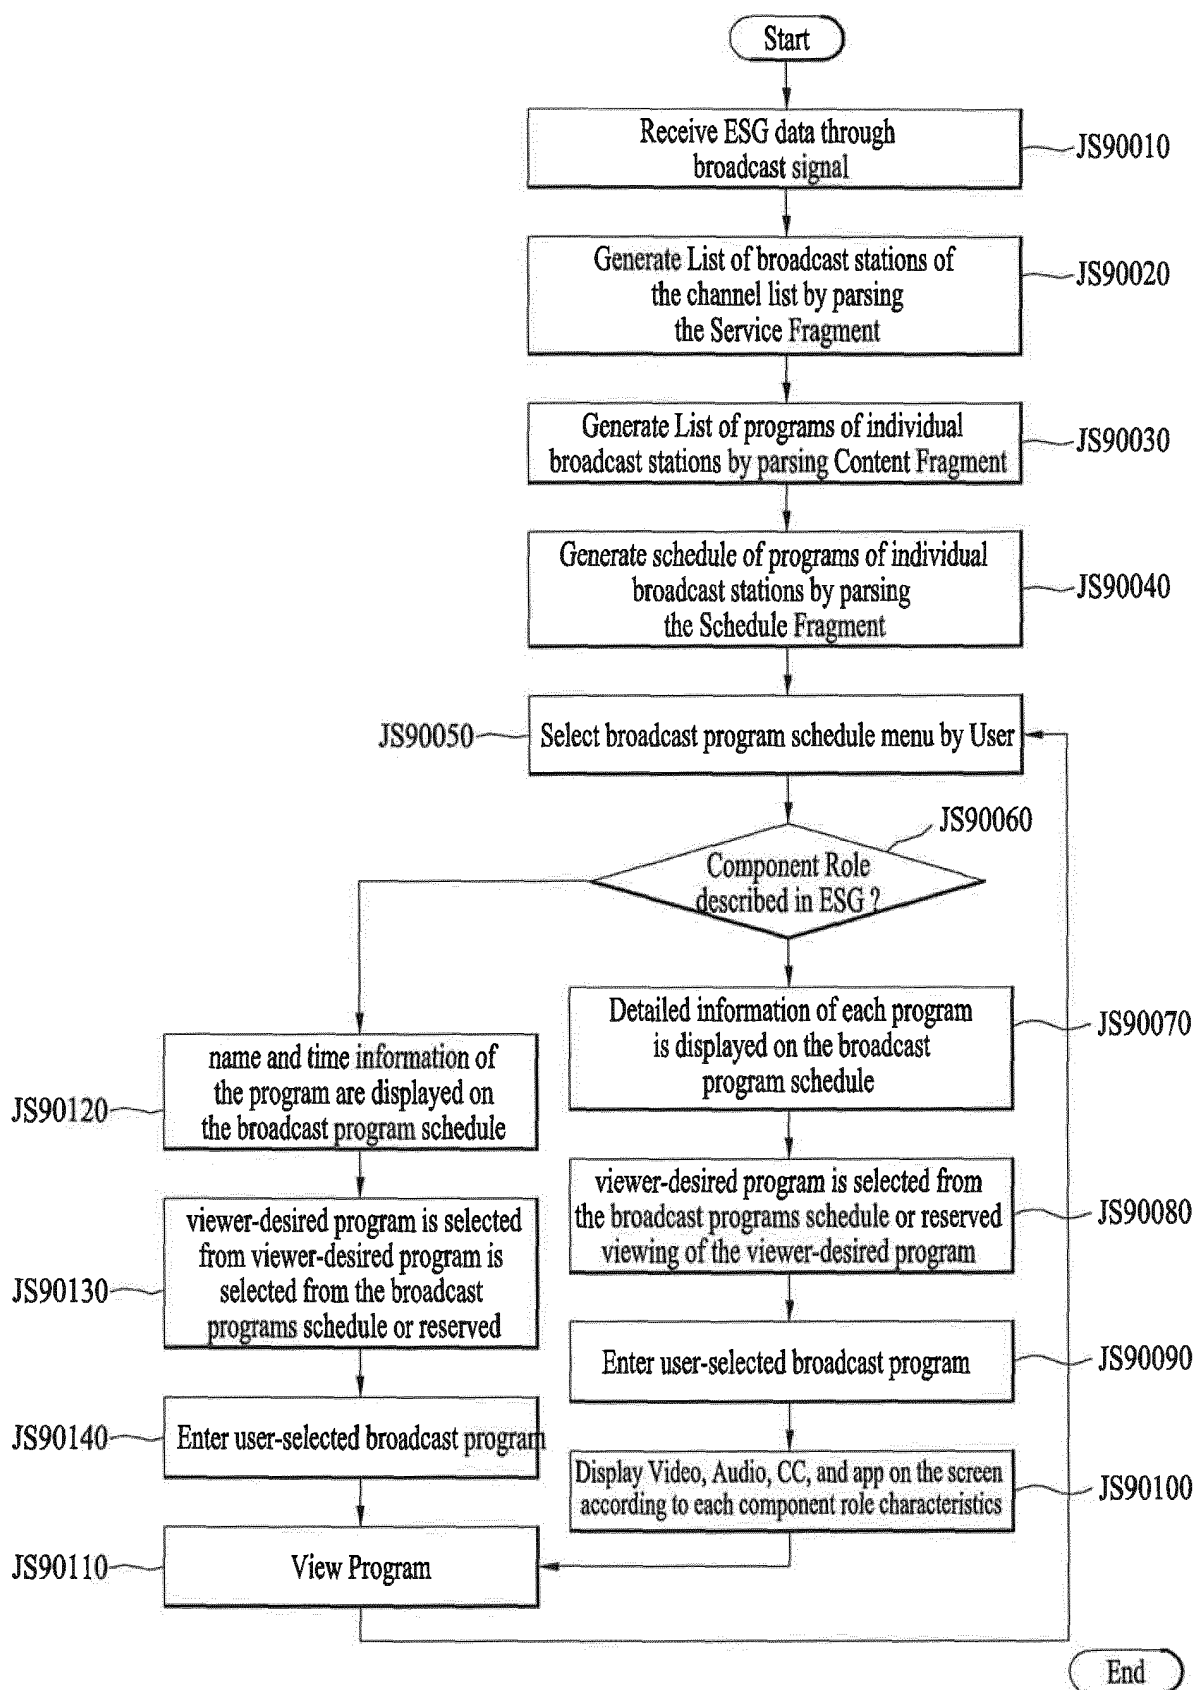 Start
Receive ESG data through
broadcast signal
JS90010
Generate List of broadcast stations of
the channel list by parsing
the Service Fragment
JS90020
Generate List of programs of individual
broadcast stations by parsing Content Fragment
JS90030
Generate schedule of programs of individual
broadcast stations by parsing
the Schedule Fragment
JS90040
JS90050
Select broadcast program schedule menu by User
JS90060
Component Role
described in ESG ?
Detailed information of each program
is displayed on the broadcast
program schedule
JS90070
name and time information of
the program are displayed on
the broadcast program schedule
JS90120
viewer-desired program is selected from
the broadcast programs schedule or reserved
viewing of the viewer-desired program
JS90080
viewer-desired program is selected
from viewer-desired program is
selected from the broadcast
programs schedule or reserved
JS90130
Enter user-selected broadcast program
JS90090
JS90140
Enter user-selected broadcast program
Display Video, Audio, CC, and app on the screen
according to each component role characteristics
JS90100
JS90110
View Program
End